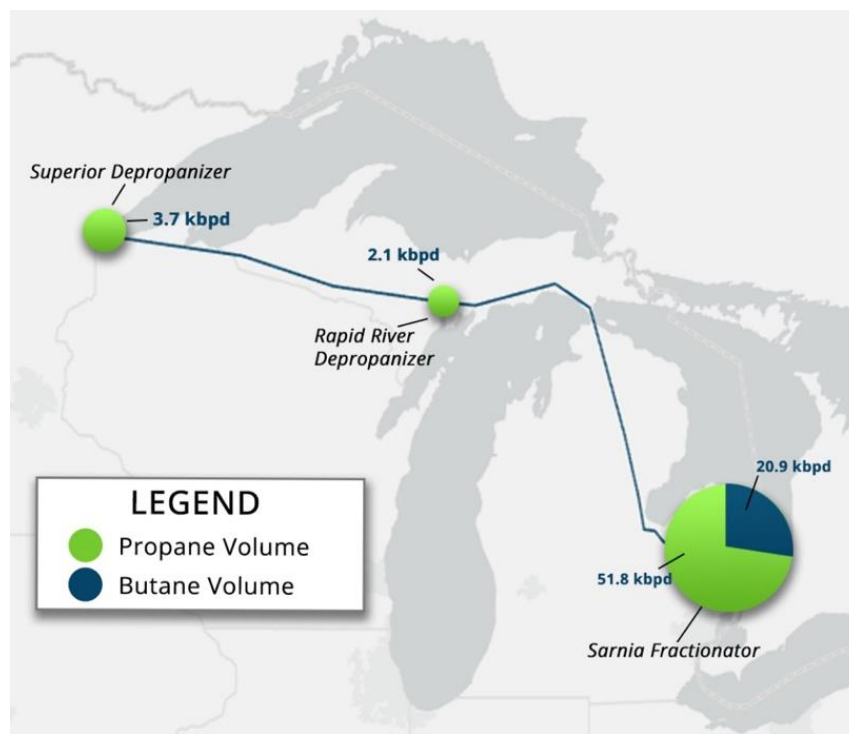 Superior Depropanizer
3.7 kbpd
2.1 kbpd
Rapid River
Depropanizer
20.9 kbpd
LEGEND
Propane Volume
Butane Volume
51.8 kbpd
Sarnia Fractionator